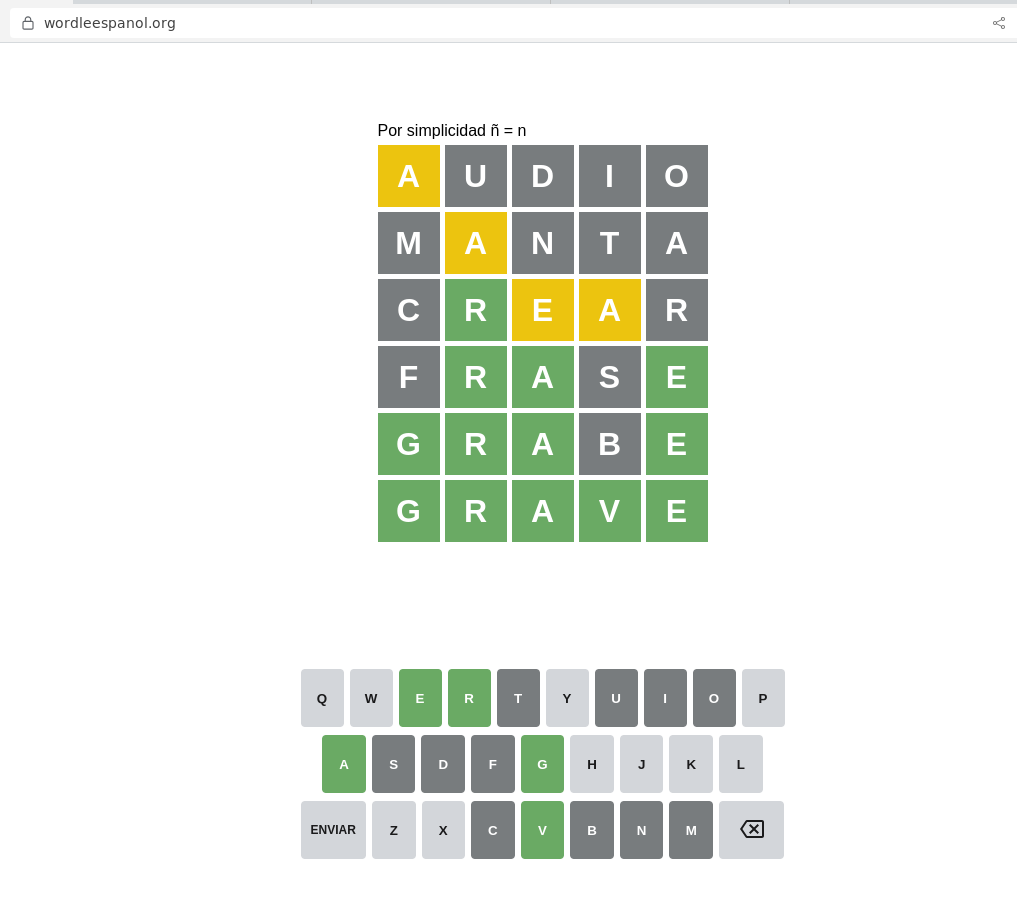 wordleespanol.org
Por simplicidad ñ = n
A U D I O
M A N T A
C R E A R
F R A S E
G R A B E
G R A V E
Q W E R T Y U I O P
A S D F G H J K L
ENVIAR Z X C V B N M